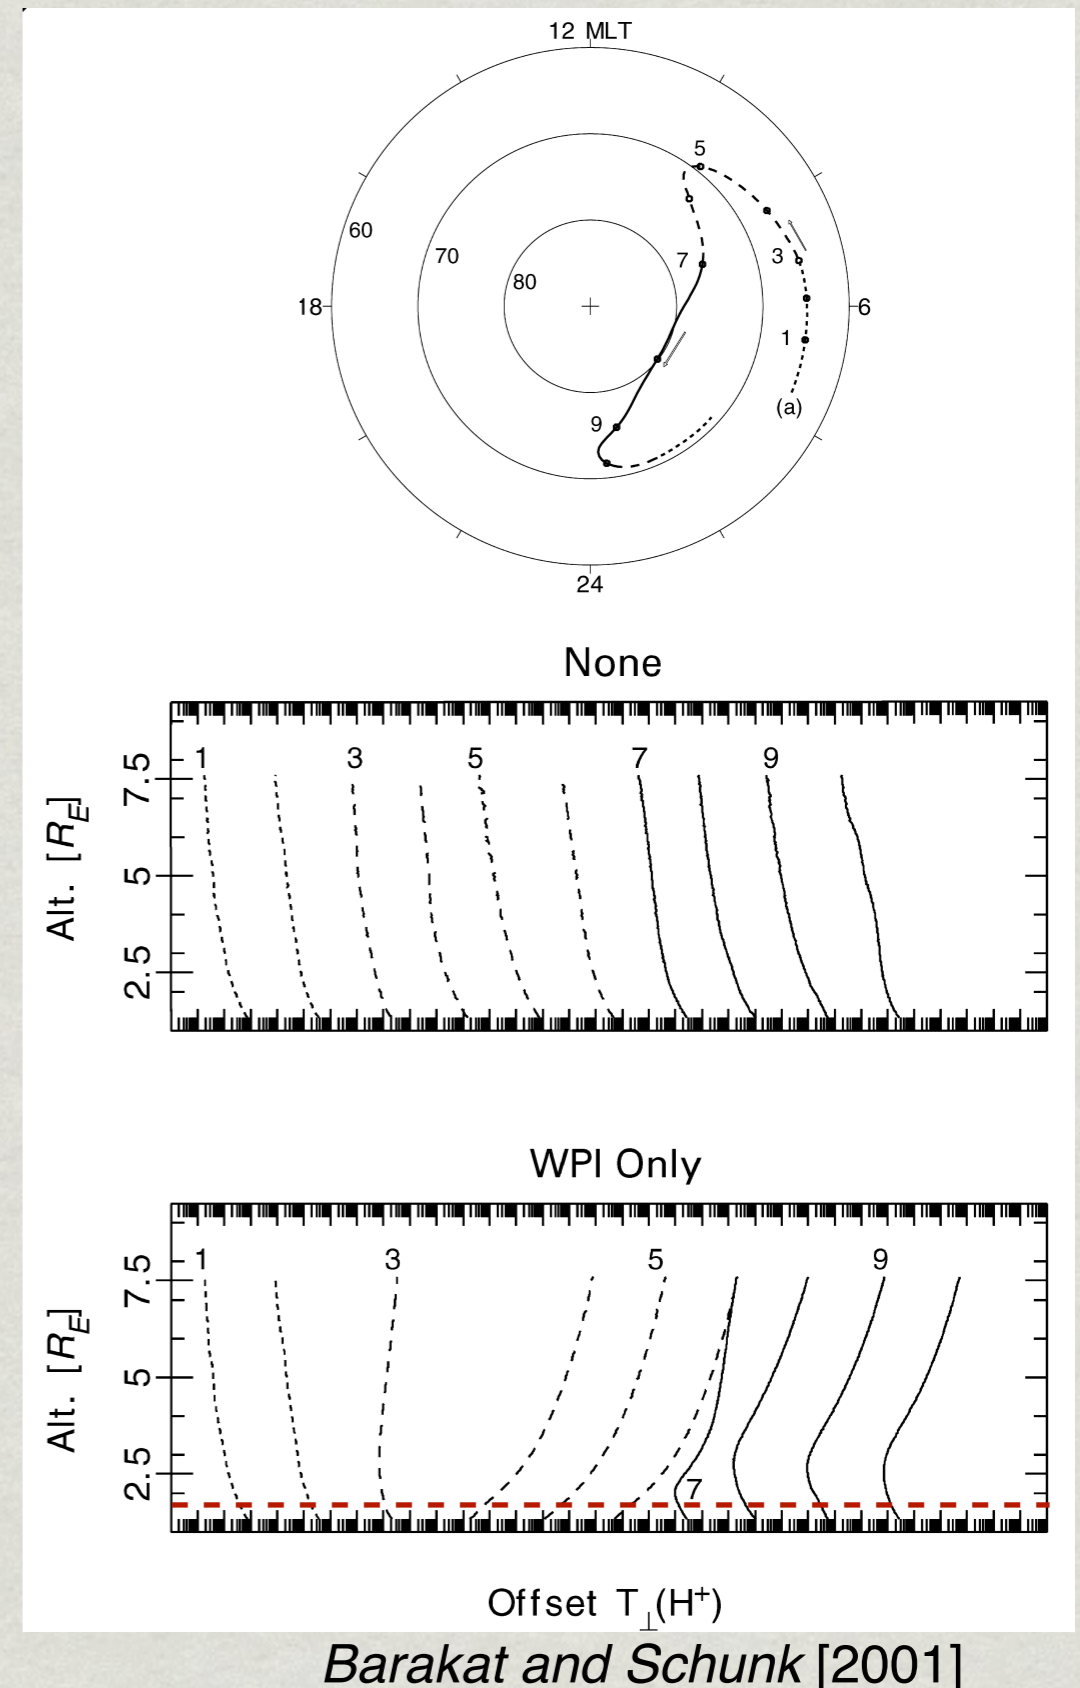 12 MLT
5
60
70
7
3
80
18
6
1
(a)
9
24
None
1 3 5 7 9
7.5
5
2.5
Alt. [R_E]
WPI Only
1 3 5 9
7.5
5
2.5
7
Alt. [R_E]
Offset T⊥(H⁺)
Barakat and Schunk [2001]